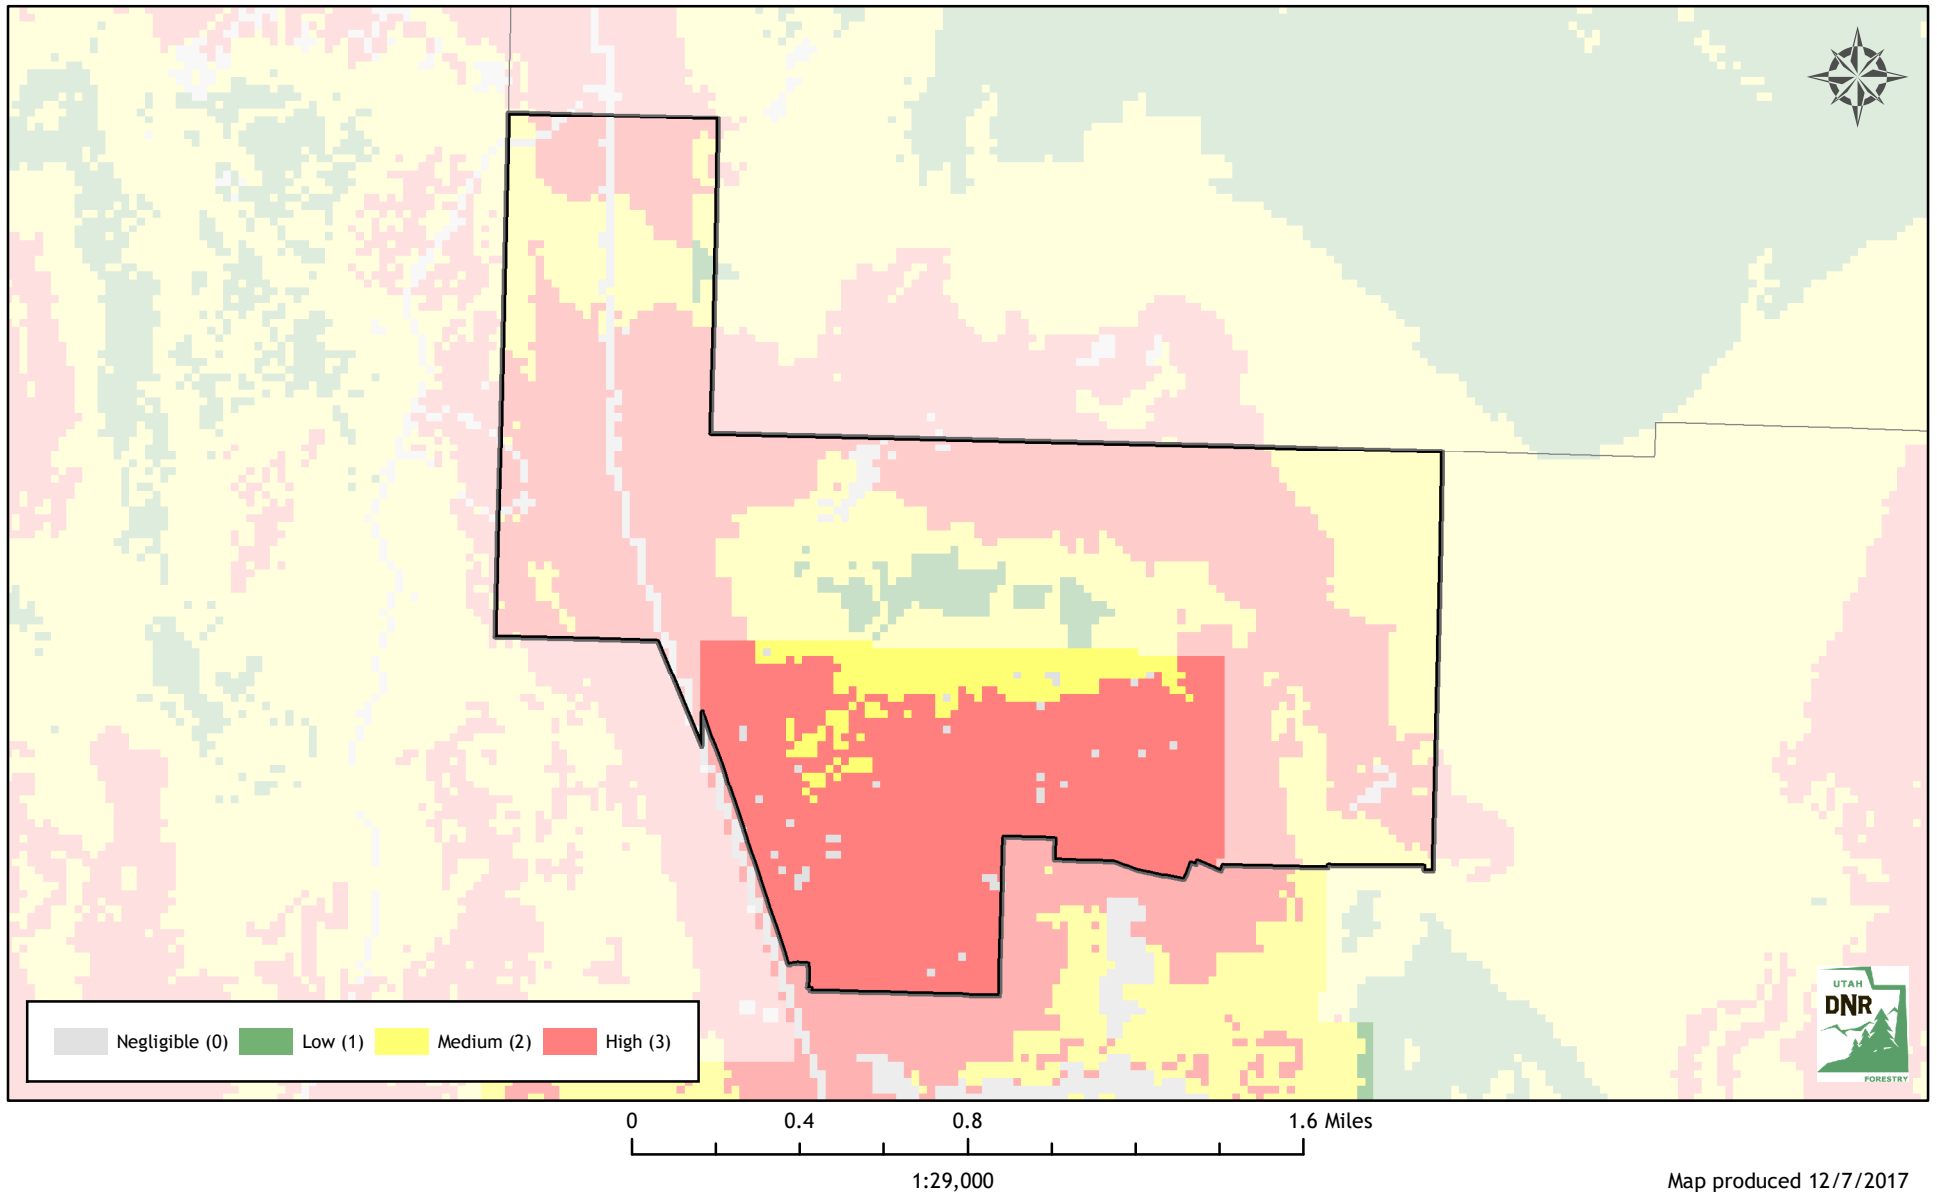 UTAH
DNR
FORESTRY
Negligible (0) Low (1) Medium (2) High (3)
0 0.4 0.8 1.6 Miles
1:29,000
Map produced 12/7/2017